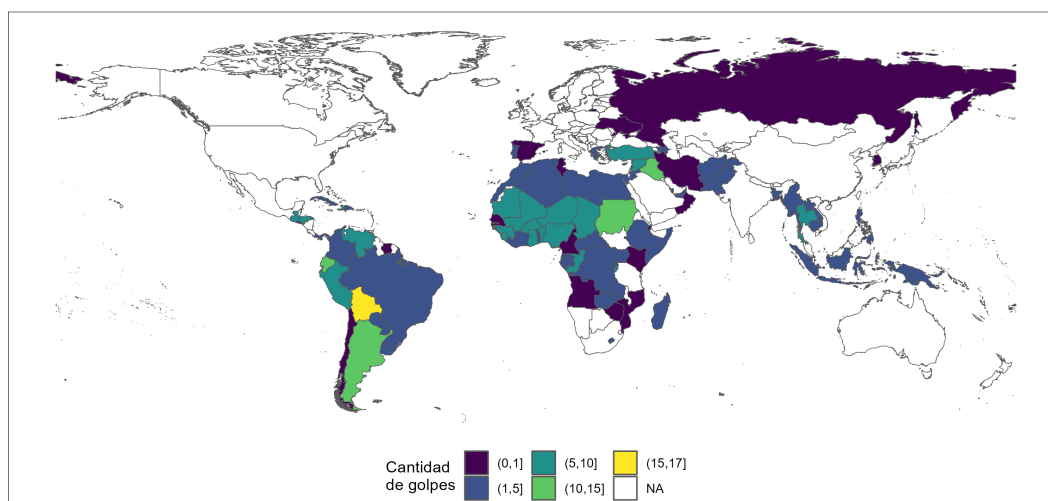 Cantidad
de golpes
(0,1] (5,10] (15,17]
(1,5] (10,15] NA